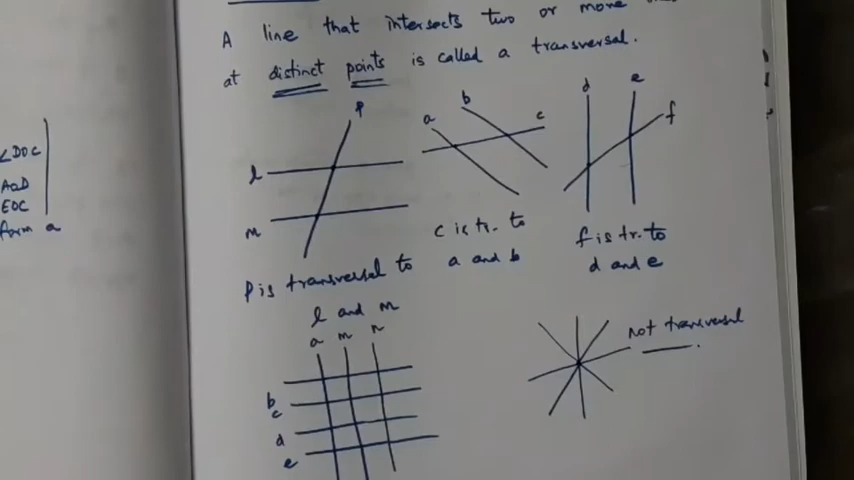 A line that intersects two or more
at distinct points is called a transversal.
P
l
m
P is transversal to
l and m
a
b
c
c is tr. to
a and b
d
e
f
f is tr. to
d and e
a m n
b
c
d
e
not transversal
∠DOC
AOD
EOC
form a